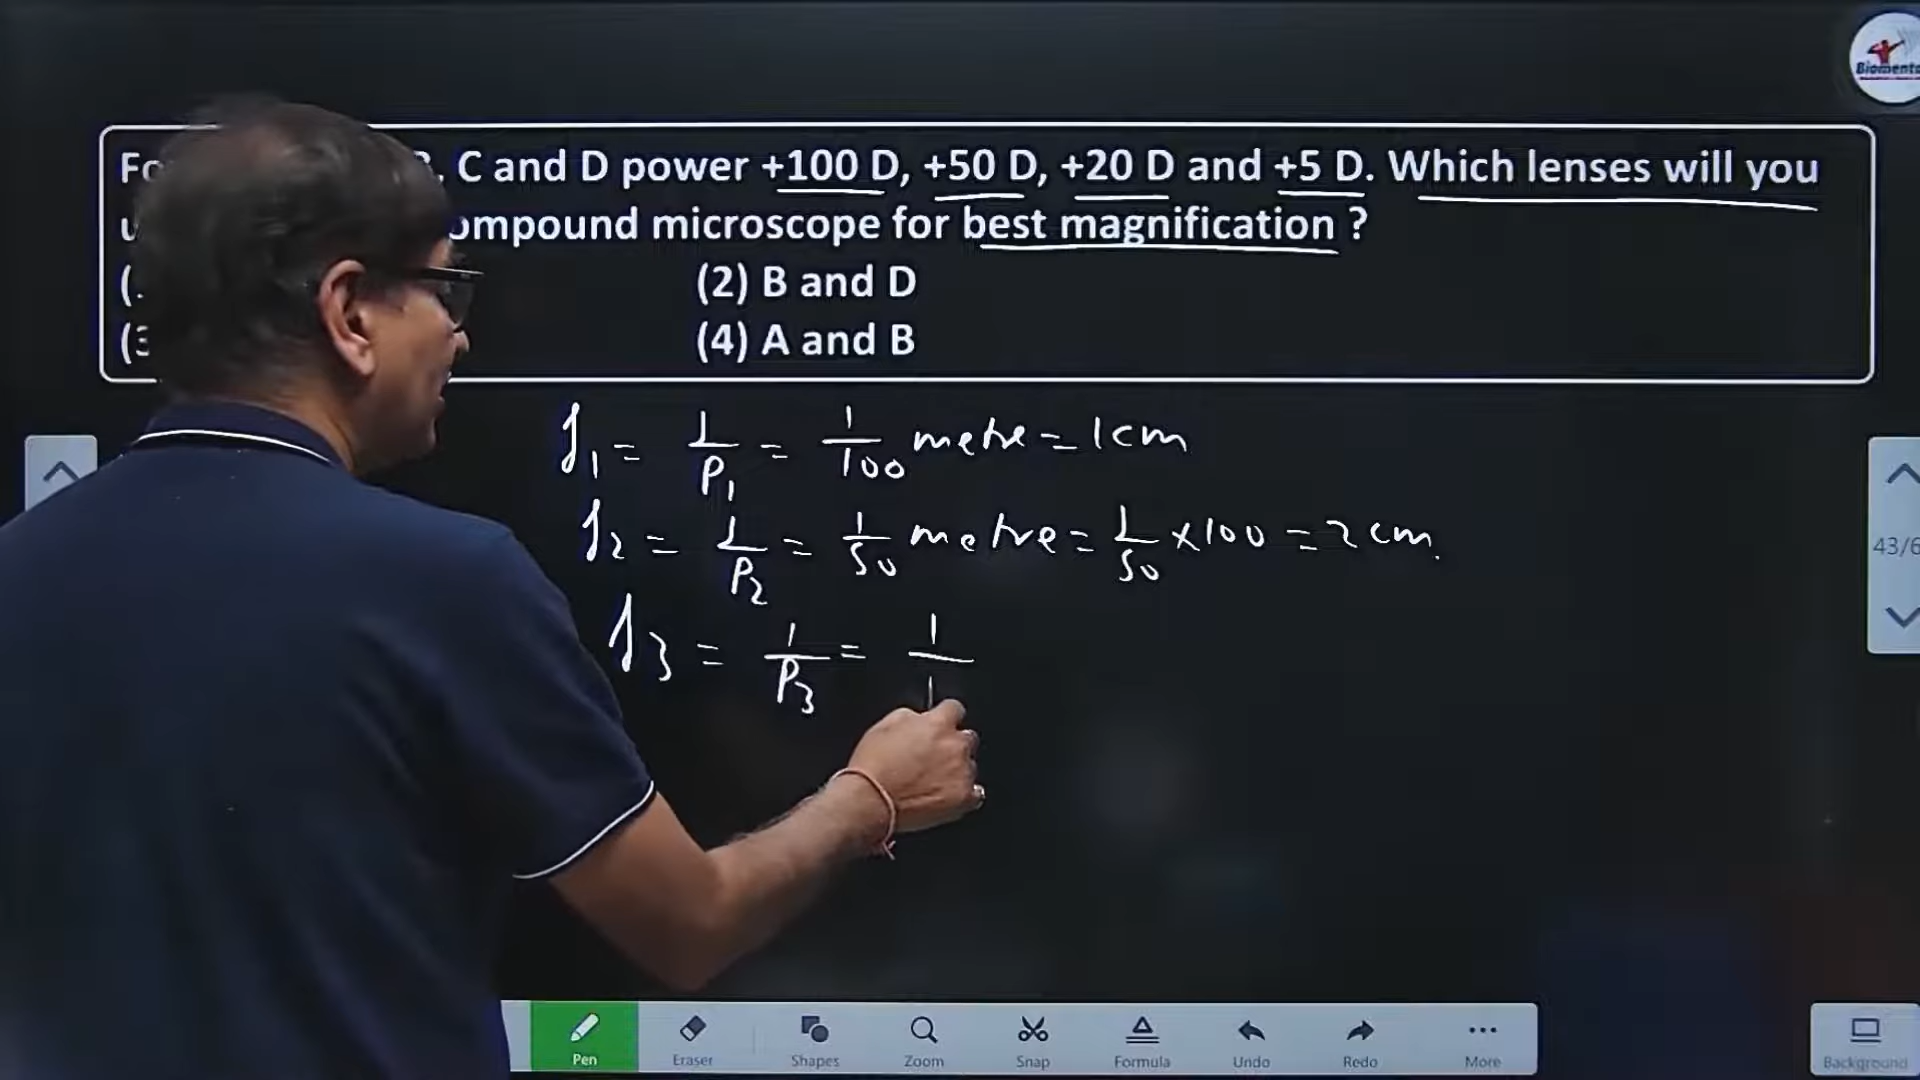 Biomento
Fo C and D power +100 D, +50 D, +20 D and +5 D. Which lenses will you
ompound microscope for best magnification ?
(2) B and D
(3
(4) A and B
f1 = 1/P1 = 1/100 metre = 1cm
f2 = 1/P2 = 1/50 metre = 1/50 x 100 = 2 cm.
f3 = 1/P3 = 1/
43/6
Pen Eraser Shapes Zoom Snap Formula Undo Redo More Background